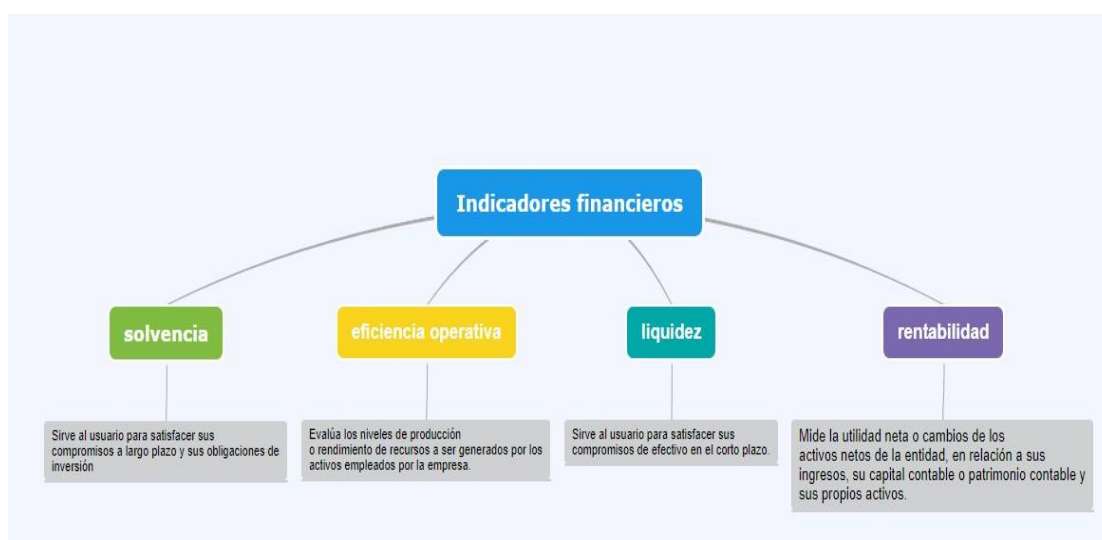 Indicadores financieros
solvencia
eficiencia operativa
liquidez
rentabilidad
Sirve al usuario para satisfacer sus
compromisos a largo plazo y sus obligaciones de
inversión
Evalúa los niveles de producción
o rendimiento de recursos a ser generados por los
activos empleados por la empresa.
Sirve al usuario para satisfacer sus
compromisos de efectivo en el corto plazo.
Mide la utilidad neta o cambios de los
activos netos de la entidad, en relación a sus
ingresos, su capital contable o patrimonio contable y
sus propios activos.